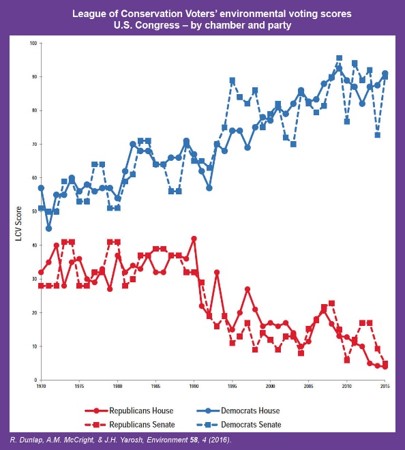 League of Conservation Voters' environmental voting scores
U.S. Congress – by chamber and party
100
90
80
70
60
50
40
30
20
10
0
LCV Score
1970
1975
1980
1985
1990
1995
2000
2005
2010
2015
Republicans House
Democrats House
Republicans Senate
Democrats Senate
R. Dunlap, A.M. McCright, & J.H. Yarosh, Environment 58, 4 (2016).